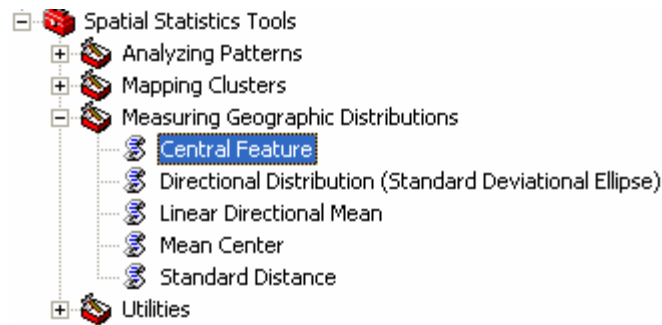 Spatial Statistics Tools
Analyzing Patterns
Mapping Clusters
Measuring Geographic Distributions
Central Feature
Directional Distribution (Standard Deviational Ellipse)
Linear Directional Mean
Mean Center
Standard Distance
Utilities